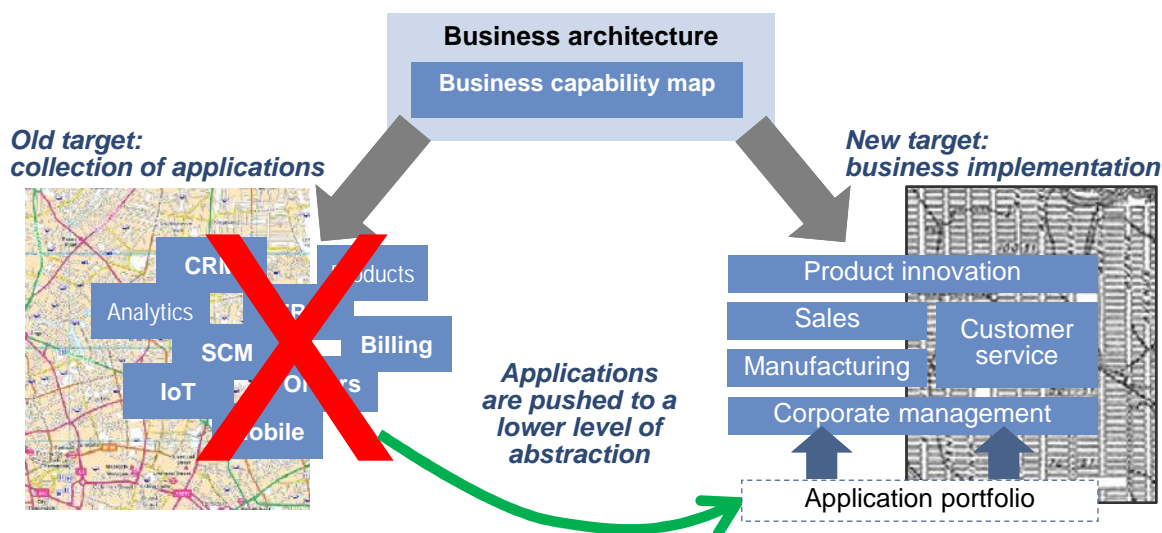 Business architecture
Business capability map
Old target:
collection of applications
New target:
business implementation
CRM
Products
Analytics
SCM
Billing
IoT
Orders
Mobile
Applications
are pushed to a
lower level of
abstraction
Product innovation
Sales
Customer
service
Manufacturing
Corporate management
Application portfolio